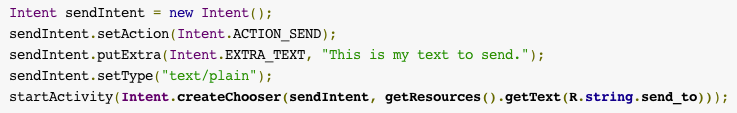 Intent sendIntent = new Intent();
sendIntent.setAction(Intent.ACTION_SEND);
sendIntent.putExtra(Intent.EXTRA_TEXT, "This is my text to send.");
sendIntent.setType("text/plain");
startActivity(Intent.createChooser(sendIntent, getResources().getText(R.string.send_to)));